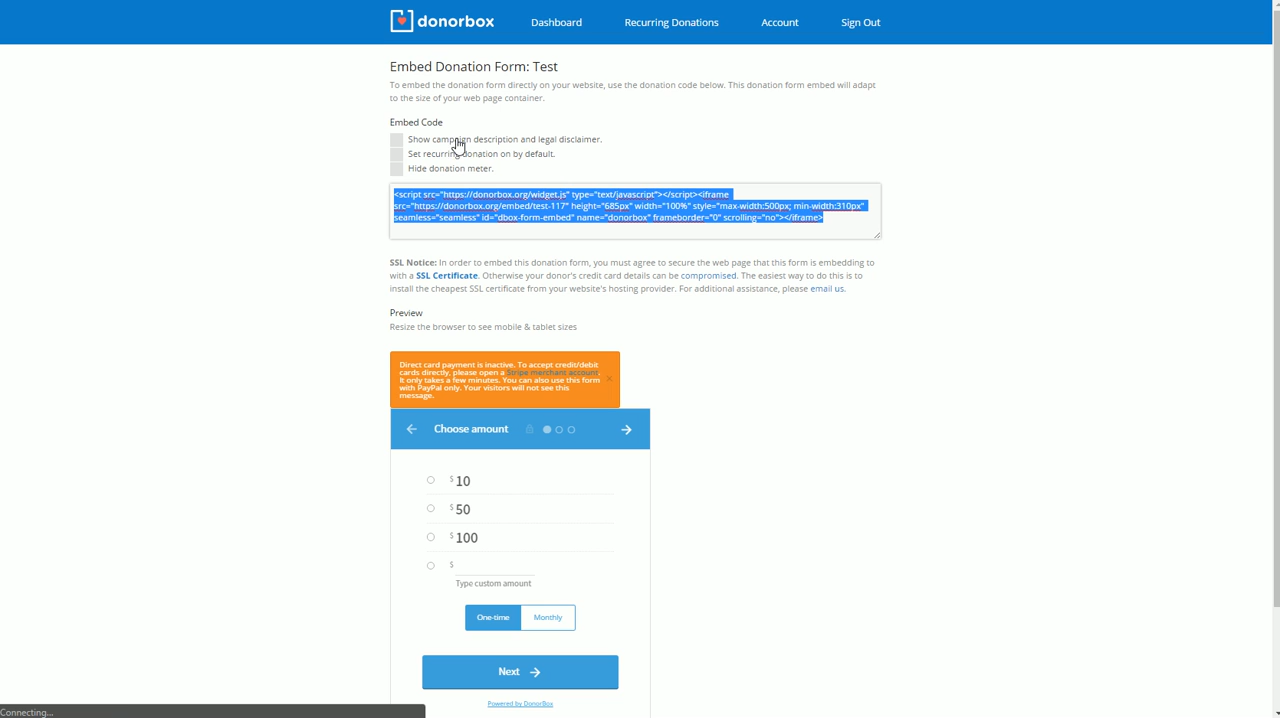 donorbox
Dashboard
Recurring Donations
Account
Sign Out
Embed Donation Form: Test
To embed the donation form directly on your website, use the donation code below. This donation form embed will adapt
to the size of your web page container.
Embed Code
Show campaign description and legal disclaimer.
Set recurring donation on by default.
Hide donation meter.
<script src="https://donorbox.org/widget.js" type="text/javascript"></script><iframe
src="https://donorbox.org/embed/test-117" height="685px" width="100%" style="max-width:500px; min-width:310px"
seamless="seamless" id="dbox-form-embed" name="donorbox" frameborder="0" scrolling="no"></iframe>
SSL Notice: In order to embed this donation form, you must agree to secure the web page that this form is embedding to
with a SSL Certificate. Otherwise your donor's credit card details can be compromised. The easiest way to do this is to
install the cheapest SSL certificate from your website's hosting provider. For additional assistance, please email us.
Preview
Resize the browser to see mobile & tablet sizes
Direct card payment is inactive. To accept credit/debit
cards directly, please open a Stripe merchant account.
It only takes a few minutes. You can also use this form
with PayPal only. Your visitors will not see this
message.
×
Choose amount
$10
$50
$100
$
Type custom amount
One-time
Monthly
Next
Powered by DonorBox
Connecting...